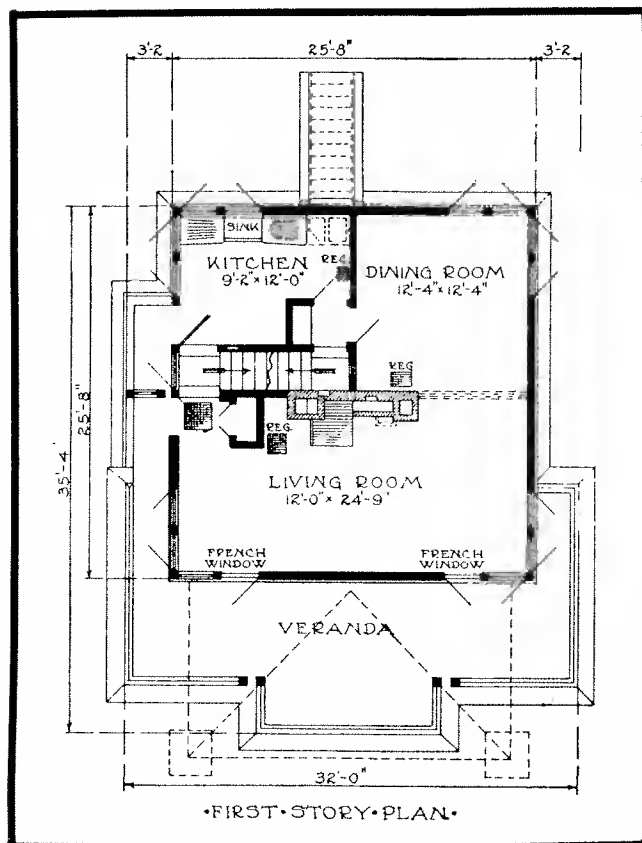 3'-2 25'-8" 3'-2
SINK
KITCHEN
9'-2" × 12'-0"
REG
DINING ROOM
12'-4" × 12'-4"
REG
25'-8"
35'-4'
REG.
LIVING ROOM
12'-0" × 24'-9'
FRENCH
WINDOW
FRENCH
WINDOW
VERANDA
32'-0"
·FIRST·STORY·PLAN·